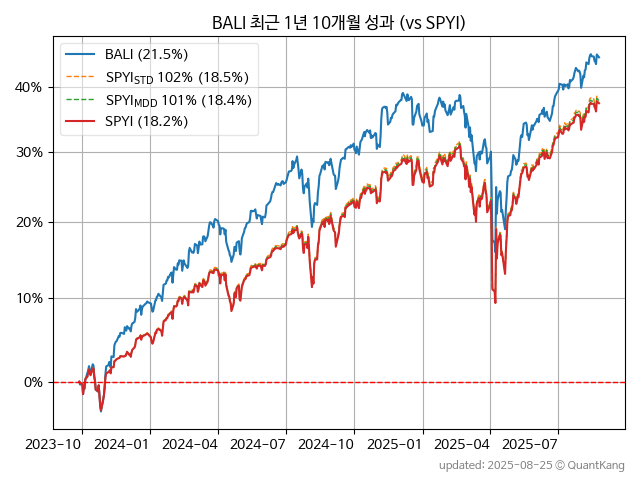 BALI 최근 1년 10개월 성과 (vs SPYI)
BALI (21.5%)
SPYI_STD 102% (18.5%)
SPYI_MDD 101% (18.4%)
SPYI (18.2%)
40%
30%
20%
10%
0%
2023-10 2024-01 2024-04 2024-07 2024-10 2025-01 2025-04 2025-07
updated: 2025-08-25 © QuantKang